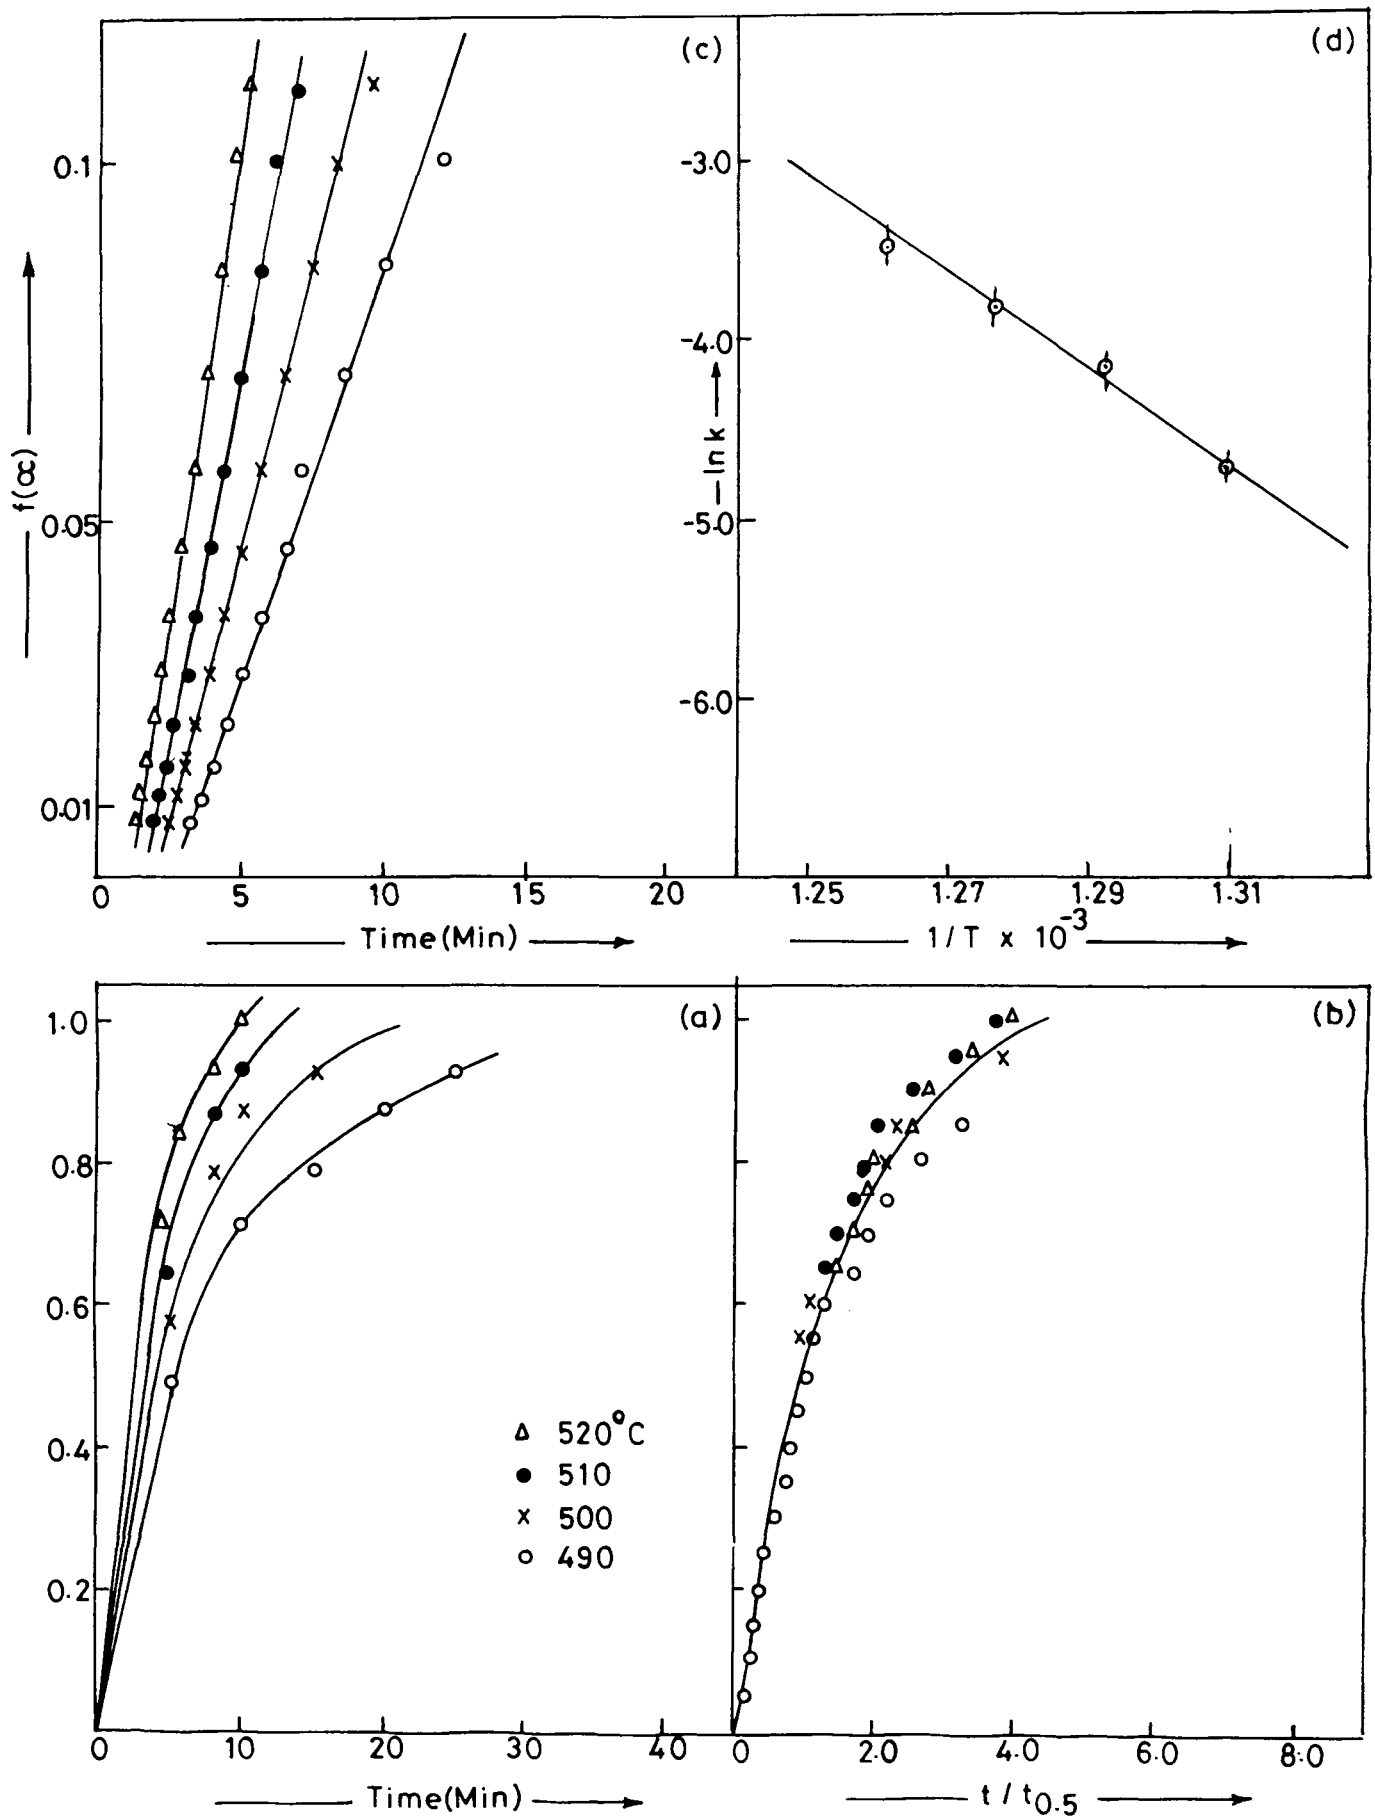 (c)
0.1
0.05
0.01
f(∝)
0 5 10 15 20
Time(Min)
(d)
-3.0
-4.0
-5.0
-6.0
ln k
1.25 1.27 1.29 1.31
1/T × 10-3
(a)
1.0
0.8
0.6
0.4
0.2
Δ 520°C
● 510
x 500
o 490
0 10 20 30 40
Time(Min)
(b)
0 2.0 4.0 6.0 8.0
t / t0.5